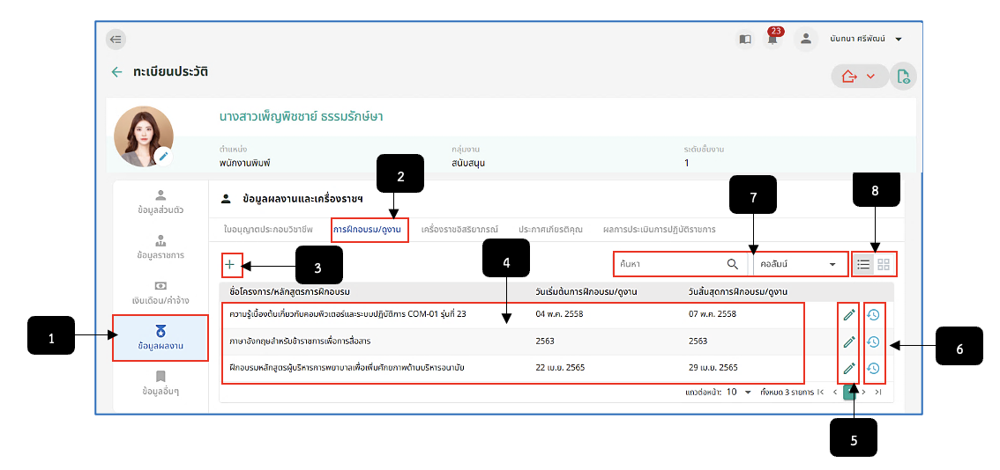 23
นันทนา ศรีพัฒน์
ทะเบียนประวัติ
นางสาวเพ็ญพิชชาย์ ธรรมรักษ์ษา
ตำแหน่ง กลุ่มงาน ระดับชั้นงาน
พนักงานพิมพ์ สนับสนุน 1
2
7
8
ข้อมูลส่วนตัว
ข้อมูลผลงานและเครื่องราชฯ
ใบอนุญาตประกอบวิชาชีพ การฝึกอบรม/ดูงาน เครื่องราชอิสริยาภรณ์ ประกาศเกียรติคุณ ผลการประเมินการปฏิบัติราชการ
ข้อมูลราชการ
3
4
ค้นหา คอลัมน์
ชื่อโครงการ/หลักสูตรการฝึกอบรม วันเริ่มต้นการฝึกอบรม/ดูงาน วันสิ้นสุดการฝึกอบรม/ดูงาน
เงินเดือน/ค่าจ้าง
ความรู้เบื้องต้นเกี่ยวกับคอมพิวเตอร์และระบบปฏิบัติการ COM-01 รุ่นที่ 23 04 พ.ค. 2558 07 พ.ค. 2558
1
ภาษาอังกฤษสำหรับข้าราชการเพื่อการสื่อสาร 2563 2563
ข้อมูลผลงาน
6
ฝึกอบรมหลักสูตรผู้บริหารการพยาบาลเพื่อเพิ่มศักยภาพด้านบริหารอนามัย 22 เม.ย. 2565 29 เม.ย. 2565
ข้อมูลอื่นๆ
แถวต่อหน้า: 10 ทั้งหมด 3 รายการ
5